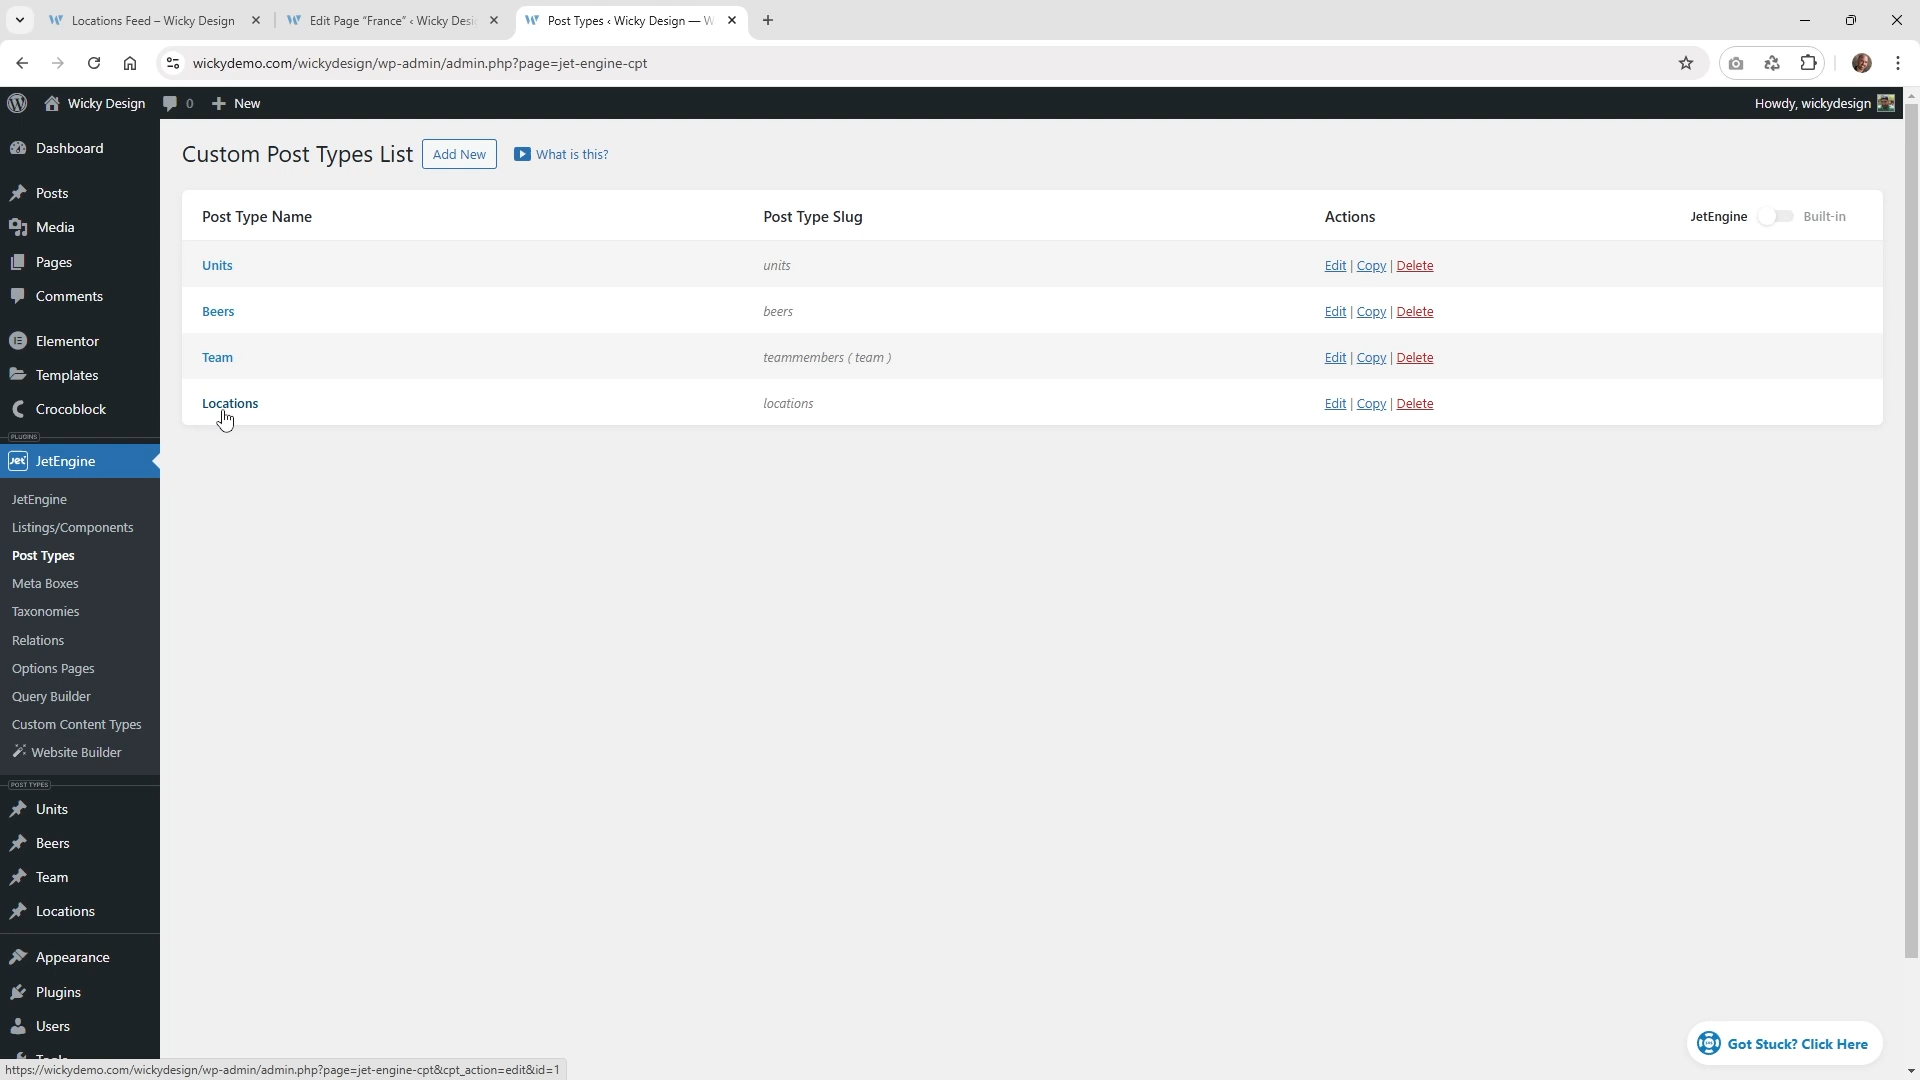 Locations Feed – Wicky Design
Edit Page "France" ‹ Wicky Desi
Post Types ‹ Wicky Design — W
wickydemo.com/wickydesign/wp-admin/admin.php?page=jet-engine-cpt
Wicky Design
0
New
Howdy, wickydesign
Dashboard
Posts
Media
Pages
Comments
Elementor
Templates
Crocoblock
PLUGINS
Jet
JetEngine
JetEngine
Listings/Components
Post Types
Meta Boxes
Taxonomies
Relations
Options Pages
Query Builder
Custom Content Types
Website Builder
POST TYPES
Units
Beers
Team
Locations
Appearance
Plugins
Users
Tools
Custom Post Types List
Add New
What is this?
Post Type Name Post Type Slug Actions JetEngine Built-in
Units units Edit | Copy | Delete
Beers beers Edit | Copy | Delete
Team teammembers ( team ) Edit | Copy | Delete
Locations locations Edit | Copy | Delete
Got Stuck? Click Here
https://wickydemo.com/wickydesign/wp-admin/admin.php?page=jet-engine-cpt&cpt_action=edit&id=1